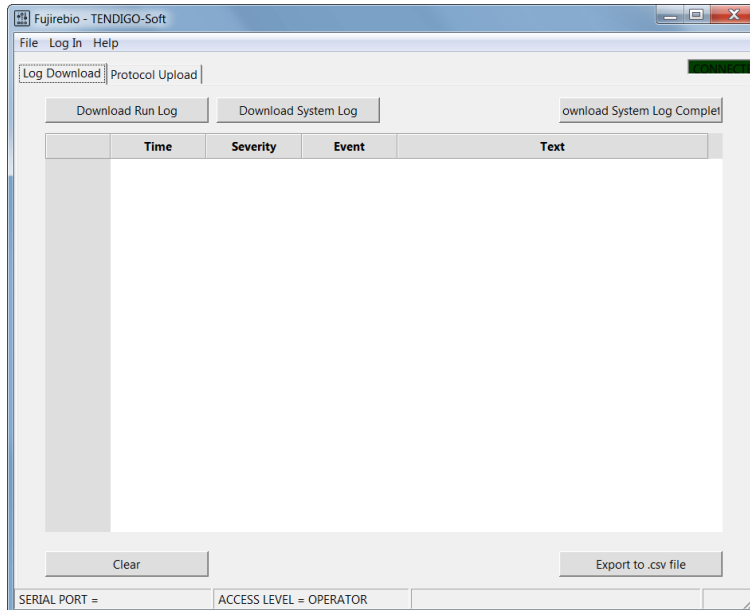 Fujirebio - TENDIGO-Soft
File Log In Help
CONNECTE
Log Download Protocol Upload
Download Run Log Download System Log ownload System Log Complet
Time Severity Event Text
Clear Export to .csv file
SERIAL PORT = ACCESS LEVEL = OPERATOR